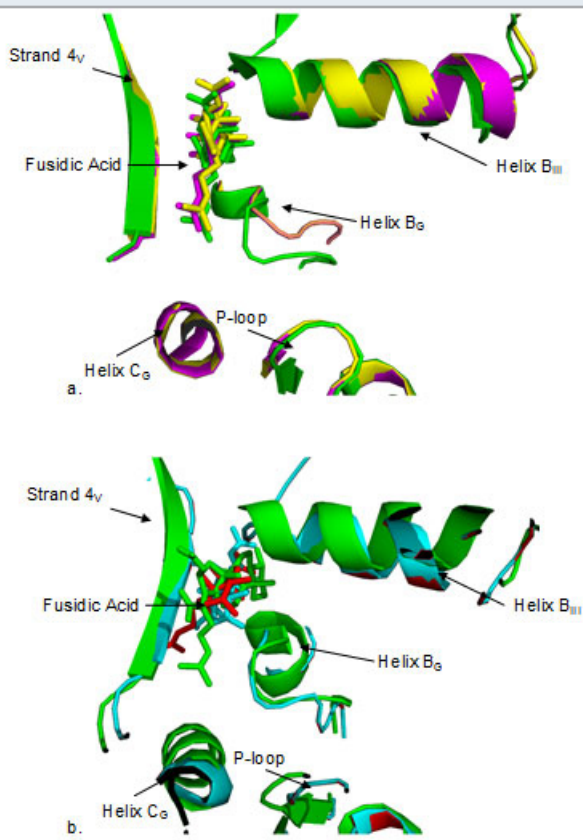 Strand 4V
Fusidic Acid
Helix BIII
Helix BG
P-loop
Helix CG
a.
Strand 4V
Fusidic Acid
Helix BIII
Helix BG
P-loop
Helix CG
b.